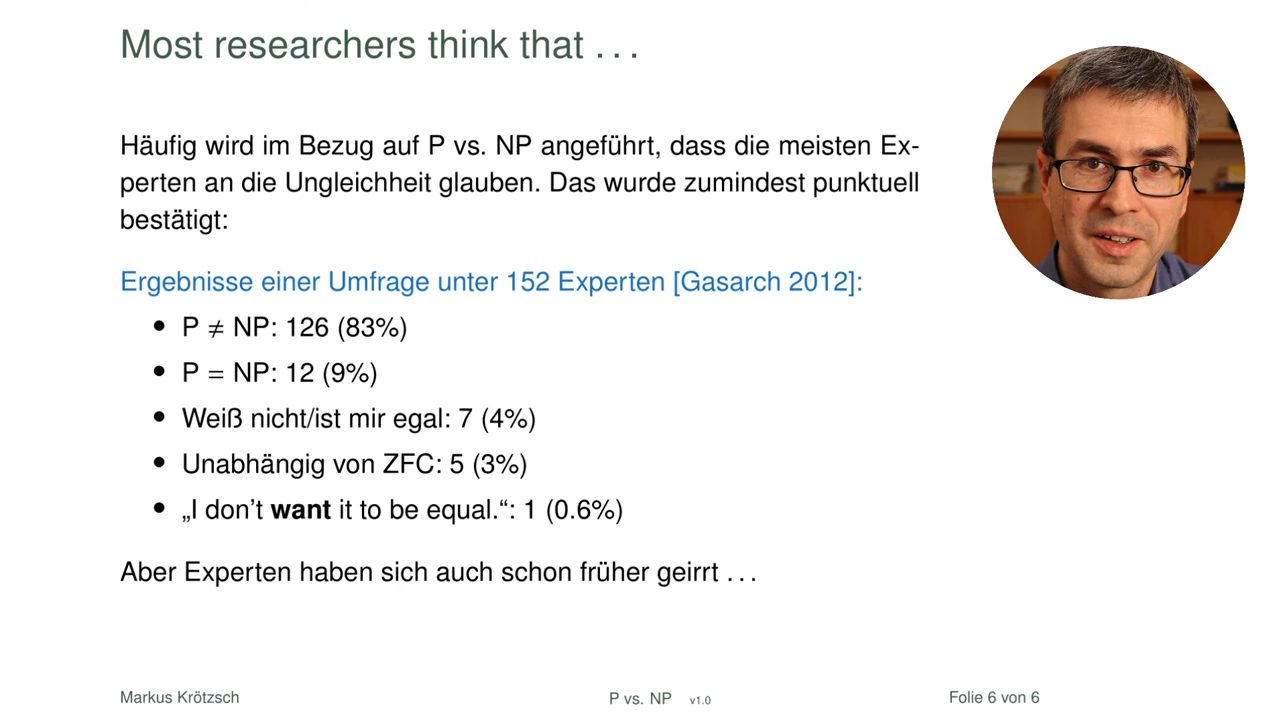 Most researchers think that . . .
Häufig wird im Bezug auf P vs. NP angeführt, dass die meisten Ex-
perten an die Ungleichheit glauben. Das wurde zumindest punktuell
bestätigt:
Ergebnisse einer Umfrage unter 152 Experten [Gasarch 2012]:
• P ≠ NP: 126 (83%)
• P = NP: 12 (9%)
• Weiß nicht/ist mir egal: 7 (4%)
• Unabhängig von ZFC: 5 (3%)
• „I don't want it to be equal.“: 1 (0.6%)
Aber Experten haben sich auch schon früher geirrt . . .
Markus Krötzsch P vs. NP v1.0 Folie 6 von 6